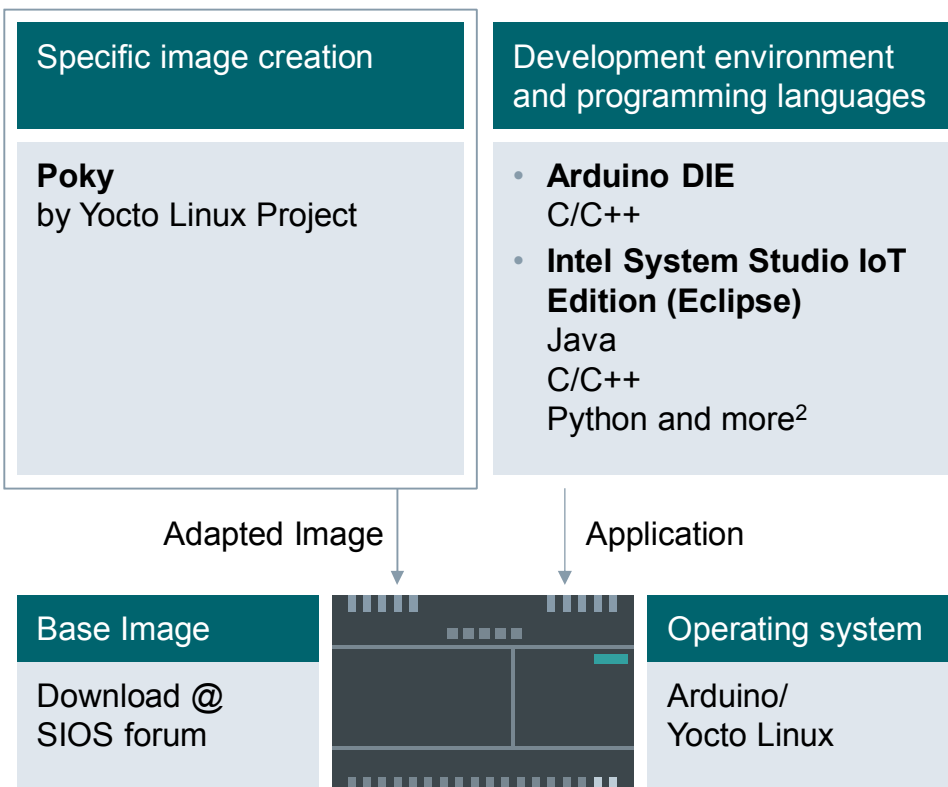 Specific image creation
Poky
by Yocto Linux Project
Development environment
and programming languages
• Arduino DIE
C/C++
• Intel System Studio IoT
Edition (Eclipse)
Java
C/C++
Python and more²
Adapted Image
Application
Base Image
Download @
SIOS forum
Operating system
Arduino/
Yocto Linux